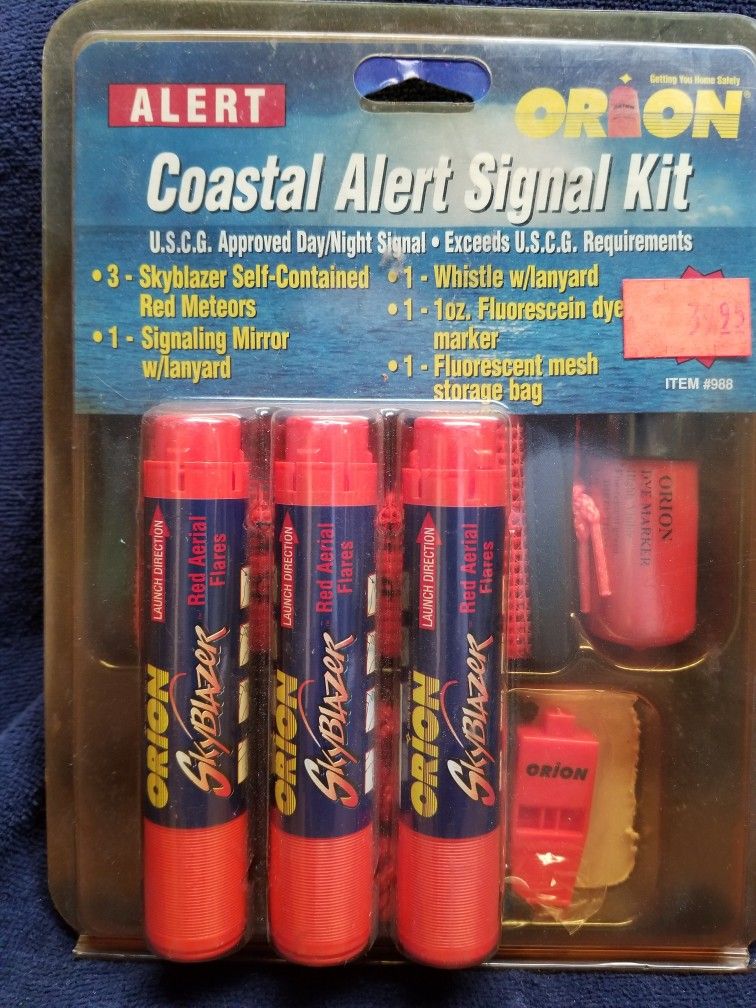 Getting You Home Safely
ALERT
ORION®
Coastal Alert Signal Kit
U.S.C.G. Approved Day/Night Signal • Exceeds U.S.C.G. Requirements
• 3 - Skyblazer Self-Contained
Red Meteors
• 1 - Signaling Mirror
w/lanyard
• 1 - Whistle w/lanyard
• 1 - 1oz. Fluorescein dye
marker
• 1 - Fluorescent mesh
storage bag
ITEM #988
LAUNCH DIRECTION
Red Aerial
Flares
ORION
SKYBLAZER
LAUNCH DIRECTION
Red Aerial
Flares
ORION
SKYBLAZER
LAUNCH DIRECTION
Red Aerial
Flares
ORION
SKYBLAZER
ORION
DYE MARKER
ORION